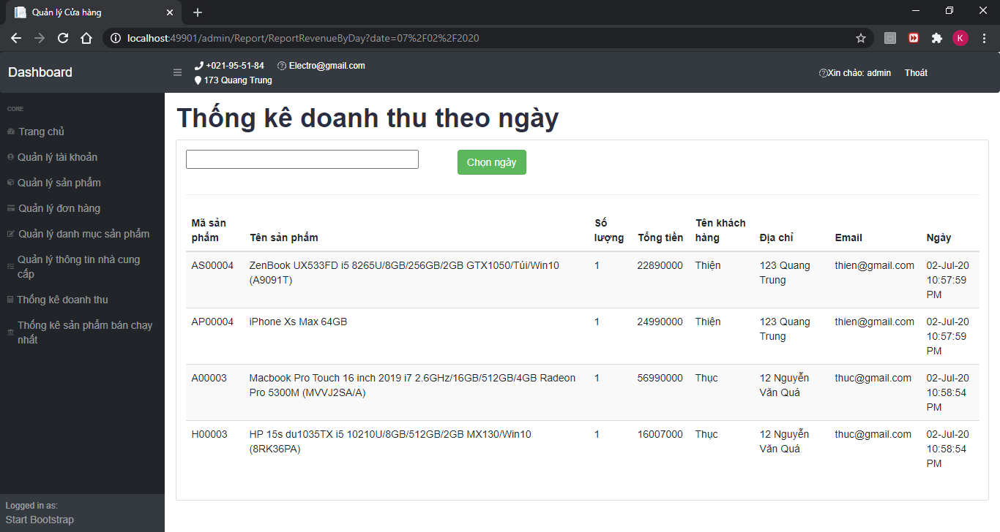 Quản lý Cửa hàng
localhost:49901/admin/Report/ReportRevenueByDay?date=07%2F02%2F2020
K
Dashboard
+021-95-51-84 Electro@gmail.com
173 Quang Trung
Xin chào: admin Thoát
CORE
Trang chủ
Quản lý tài khoản
Quản lý sản phẩm
Quản lý đơn hàng
Quản lý danh mục sản phẩm
Quản lý thông tin nhà cung
cấp
Thống kê doanh thu
Thống kê sản phẩm bán chạy
nhất
Logged in as:
Start Bootstrap
Thống kê doanh thu theo ngày
Chọn ngày
Mã sản
phẩm
Tên sản phẩm
Số
lượng
Tổng tiền
Tên khách
hàng
Địa chỉ
Email
Ngày
AS00004
ZenBook UX533FD i5 8265U/8GB/256GB/2GB GTX1050/Túi/Win10
(A9091T)
1
22890000
Thiện
123 Quang
Trung
thien@gmail.com
02-Jul-20
10:57:59
PM
AP00004
iPhone Xs Max 64GB
1
24990000
Thiện
123 Quang
Trung
thien@gmail.com
02-Jul-20
10:57:59
PM
A00003
Macbook Pro Touch 16 inch 2019 i7 2.6GHz/16GB/512GB/4GB Radeon
Pro 5300M (MVVJ2SA/A)
1
56990000
Thục
12 Nguyễn
Văn Quá
thuc@gmail.com
02-Jul-20
10:58:54
PM
H00003
HP 15s du1035TX i5 10210U/8GB/512GB/2GB MX130/Win10
(8RK36PA)
1
16007000
Thục
12 Nguyễn
Văn Quá
thuc@gmail.com
02-Jul-20
10:58:54
PM